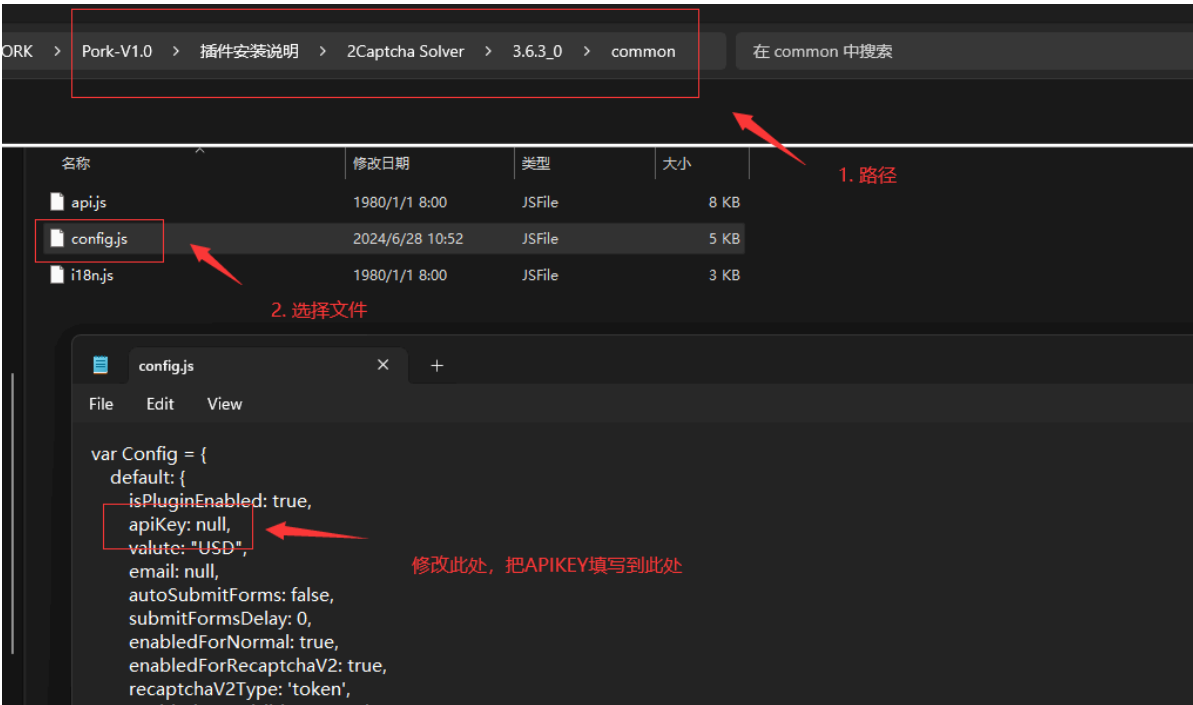 ORK > Pork-V1.0 > 插件安装说明 > 2Captcha Solver > 3.6.3_0 > common 在 common 中搜索
1. 路径
名称 修改日期 类型 大小
api.js 1980/1/1 8:00 JSFile 8 KB
config.js 2024/6/28 10:52 JSFile 5 KB
i18n.js 1980/1/1 8:00 JSFile 3 KB
2. 选择文件
config.js
File Edit View
var Config = {
default: {
isPluginEnabled: true,
apiKey: null,
valute: "USD",
修改此处，把APIKEY填写到此处
email: null,
autoSubmitForms: false,
submitFormsDelay: 0,
enabledForNormal: true,
enabledForRecaptchaV2: true,
recaptchaV2Type: 'token',